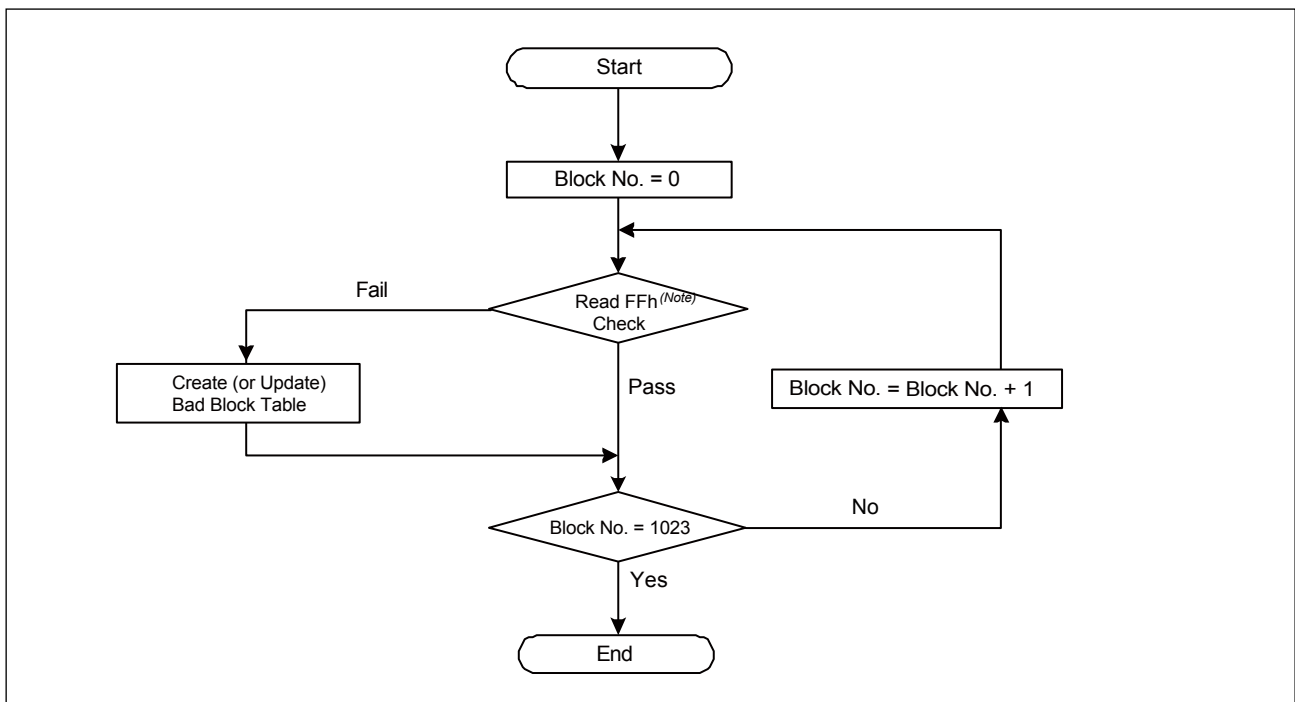 Start
Block No. = 0
Fail
Read FFh(Note)
Check
Create (or Update)
Bad Block Table
Pass
Block No. = Block No. + 1
Block No. = 1023
No
Yes
End